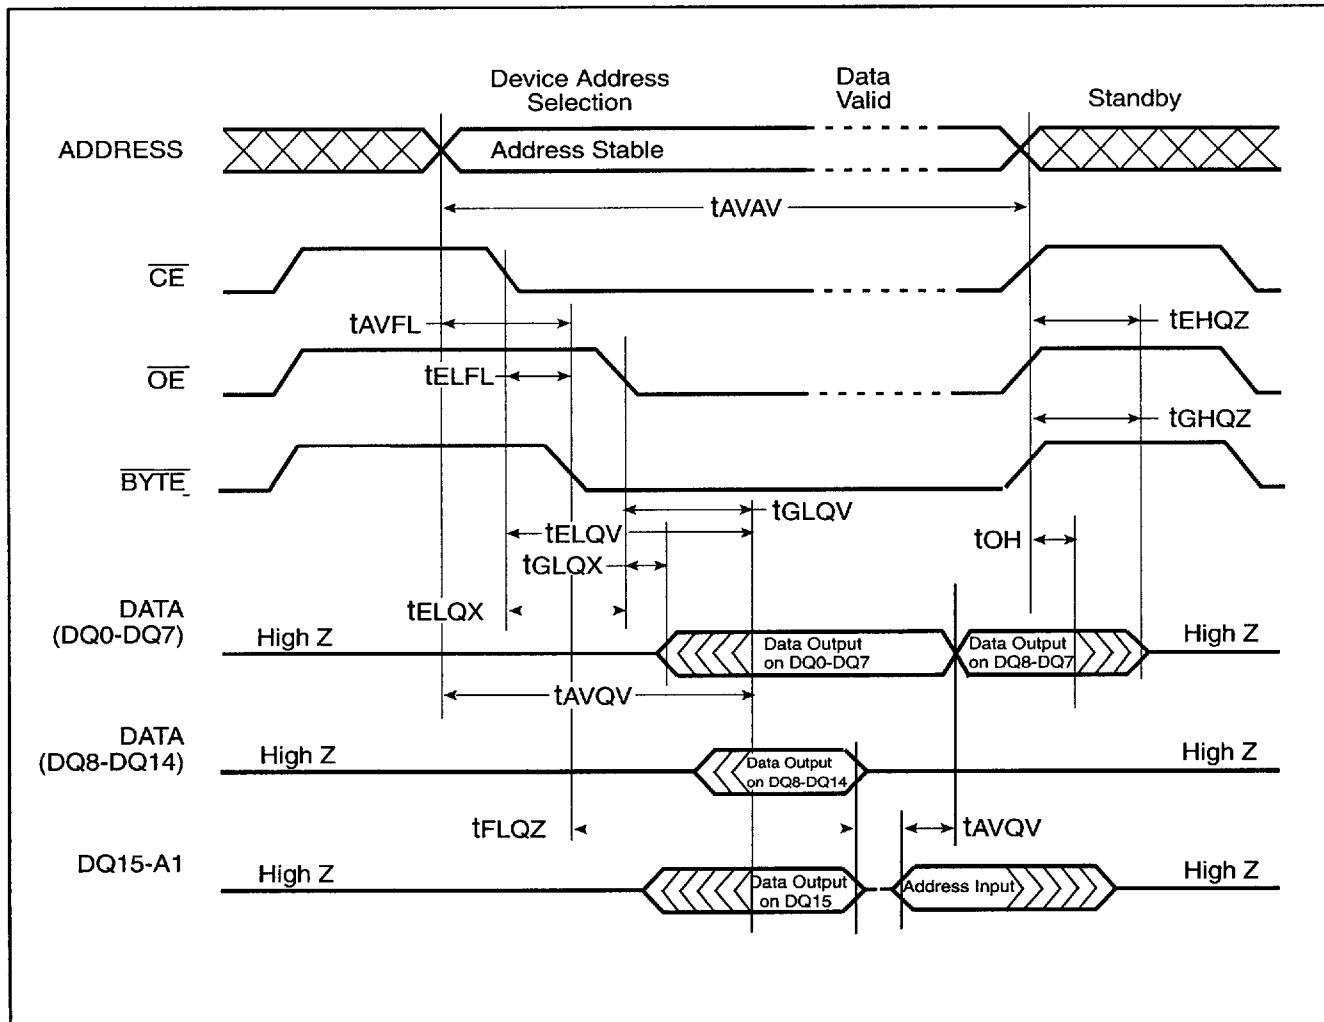 Device Address
Selection
Data
Valid
Standby
ADDRESS
Address Stable
tAVAV
CE
tAVFL
tEHQZ
OE
tELFL
tGHQZ
BYTE
tGLQV
tELQV
tOH
tGLQX
tELQX
DATA
(DQ0-DQ7)
High Z
Data Output
on DQ0-DQ7
Data Output
on DQ8-DQ7
High Z
tAVQV
DATA
(DQ8-DQ14)
High Z
Data Output
on DQ8-DQ14
High Z
tFLQZ
tAVQV
DQ15-A1
High Z
Data Output
on DQ15
Address Input
High Z